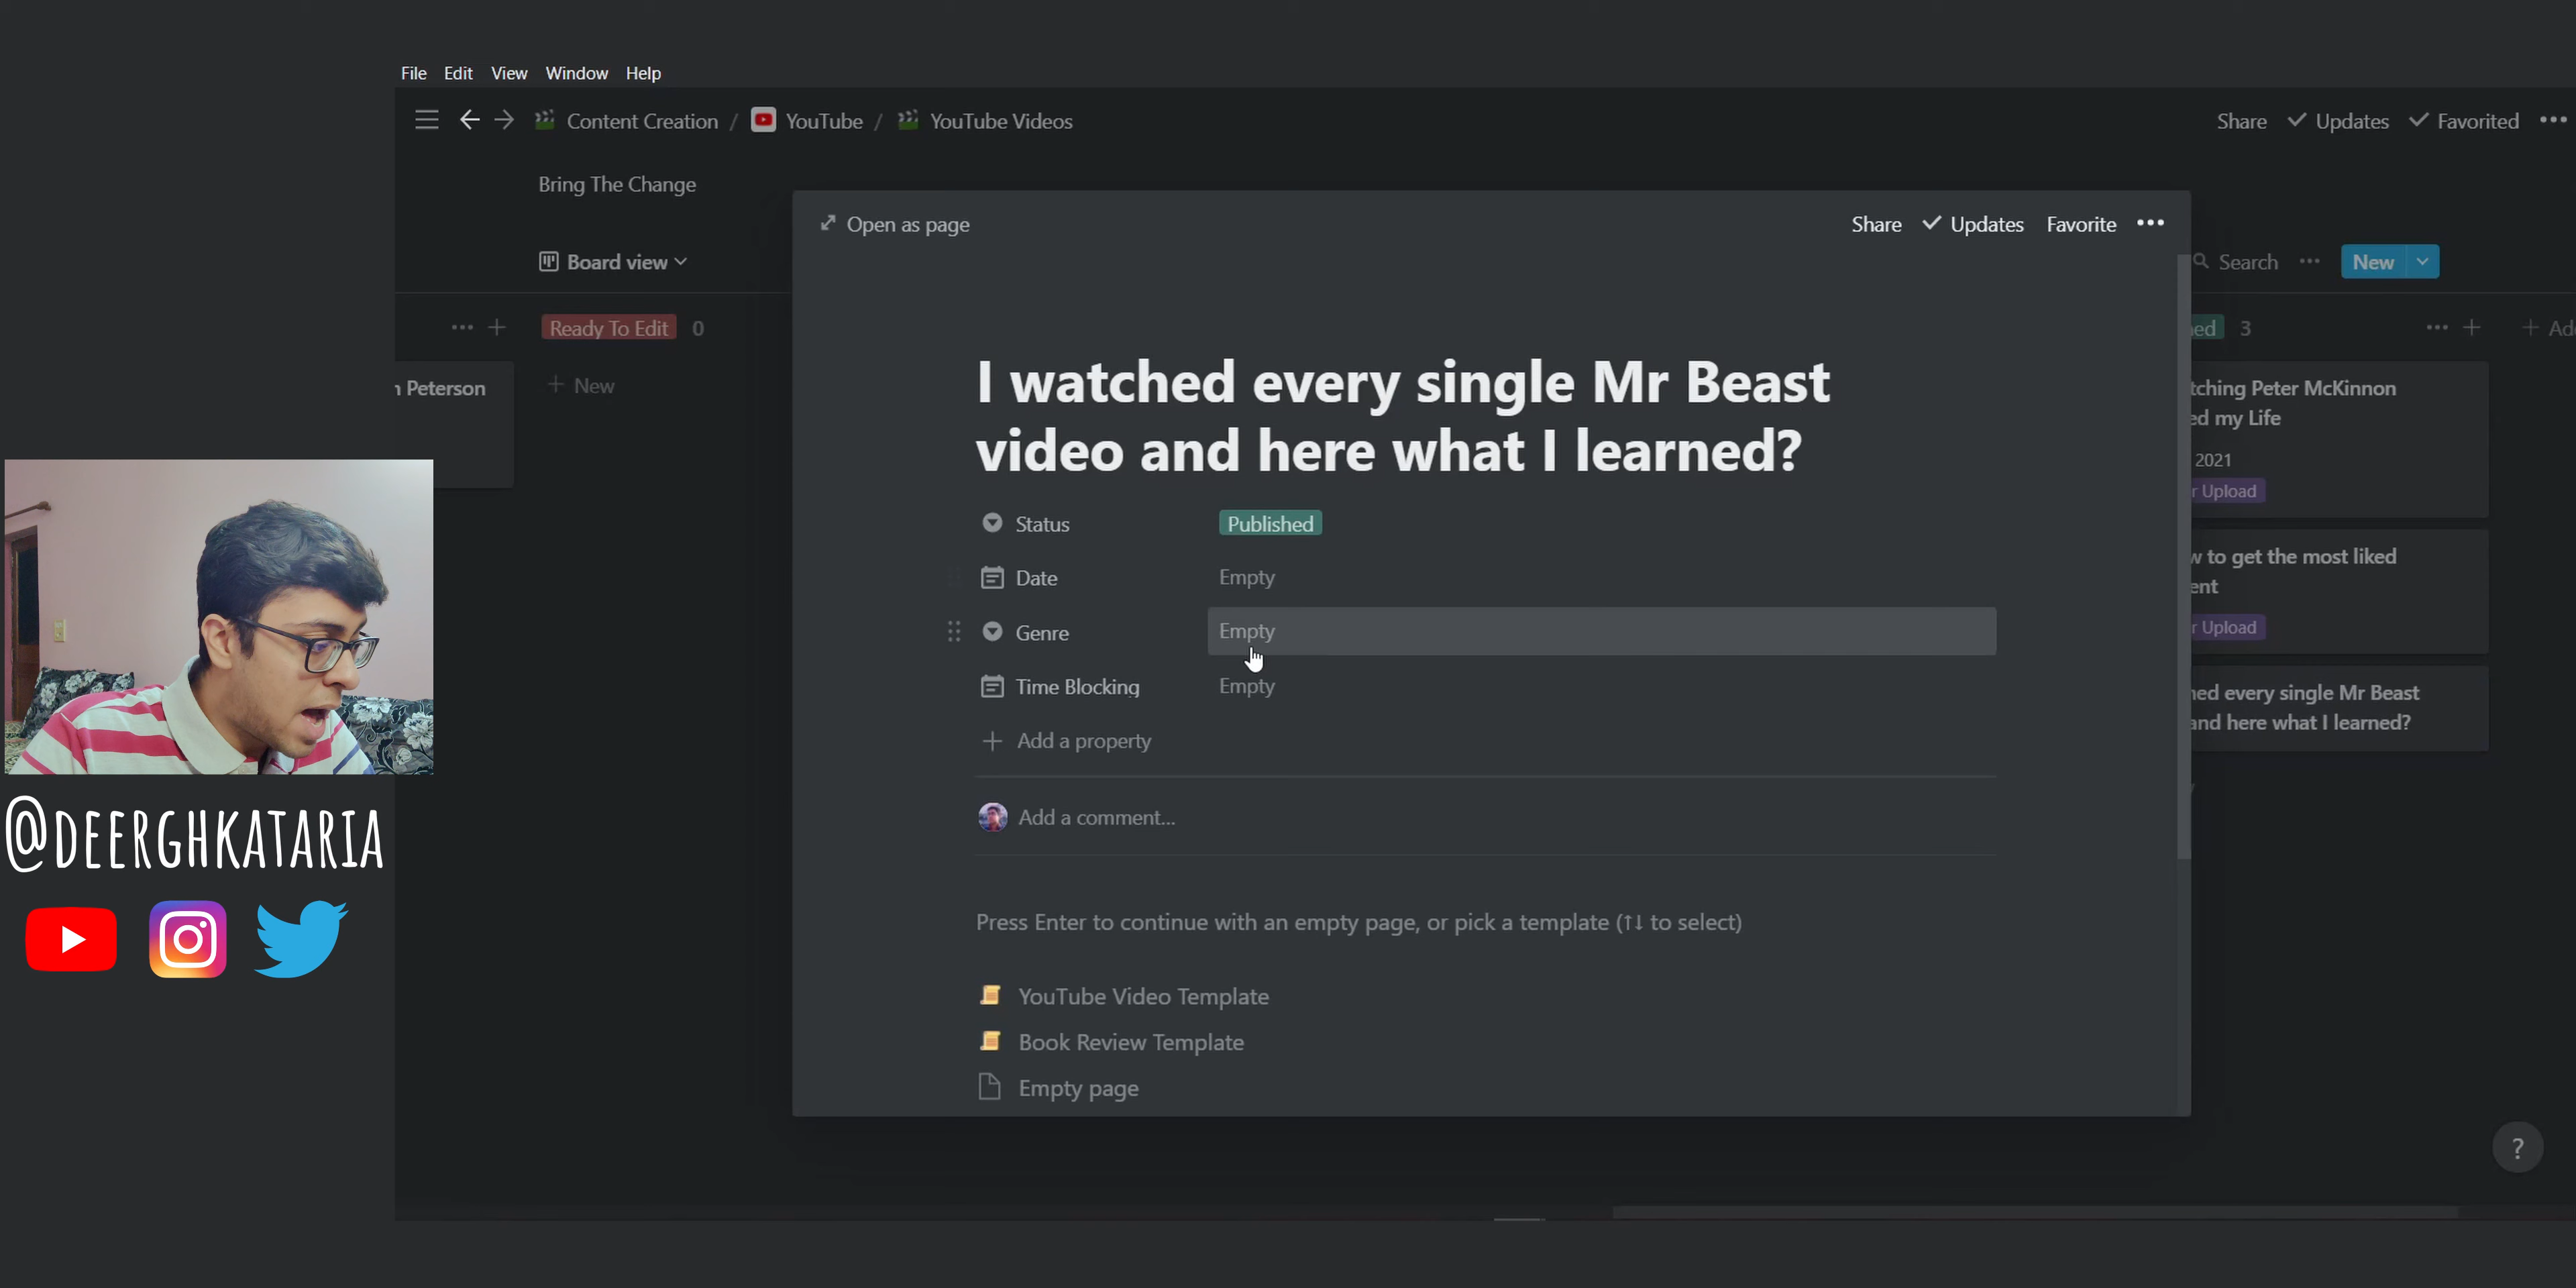 File Edit View Window Help
Content Creation / YouTube / YouTube Videos
Share Updates Favorited
Bring The Change
Board view
Search
New
Ready To Edit 0
Peterson
+ New
Open as page
Share Updates Favorite
I watched every single Mr Beast
video and here what I learned?
Status Published
Date Empty
Genre Empty
Time Blocking Empty
+ Add a property
Add a comment...
Press Enter to continue with an empty page, or pick a template (↑↓ to select)
YouTube Video Template
Book Review Template
Empty page
3
+
Peter McKinnon
my Life
2021
Upload
to get the most liked
Upload
every single Mr Beast
and here what I learned?
?
@DEERGHKATARIA